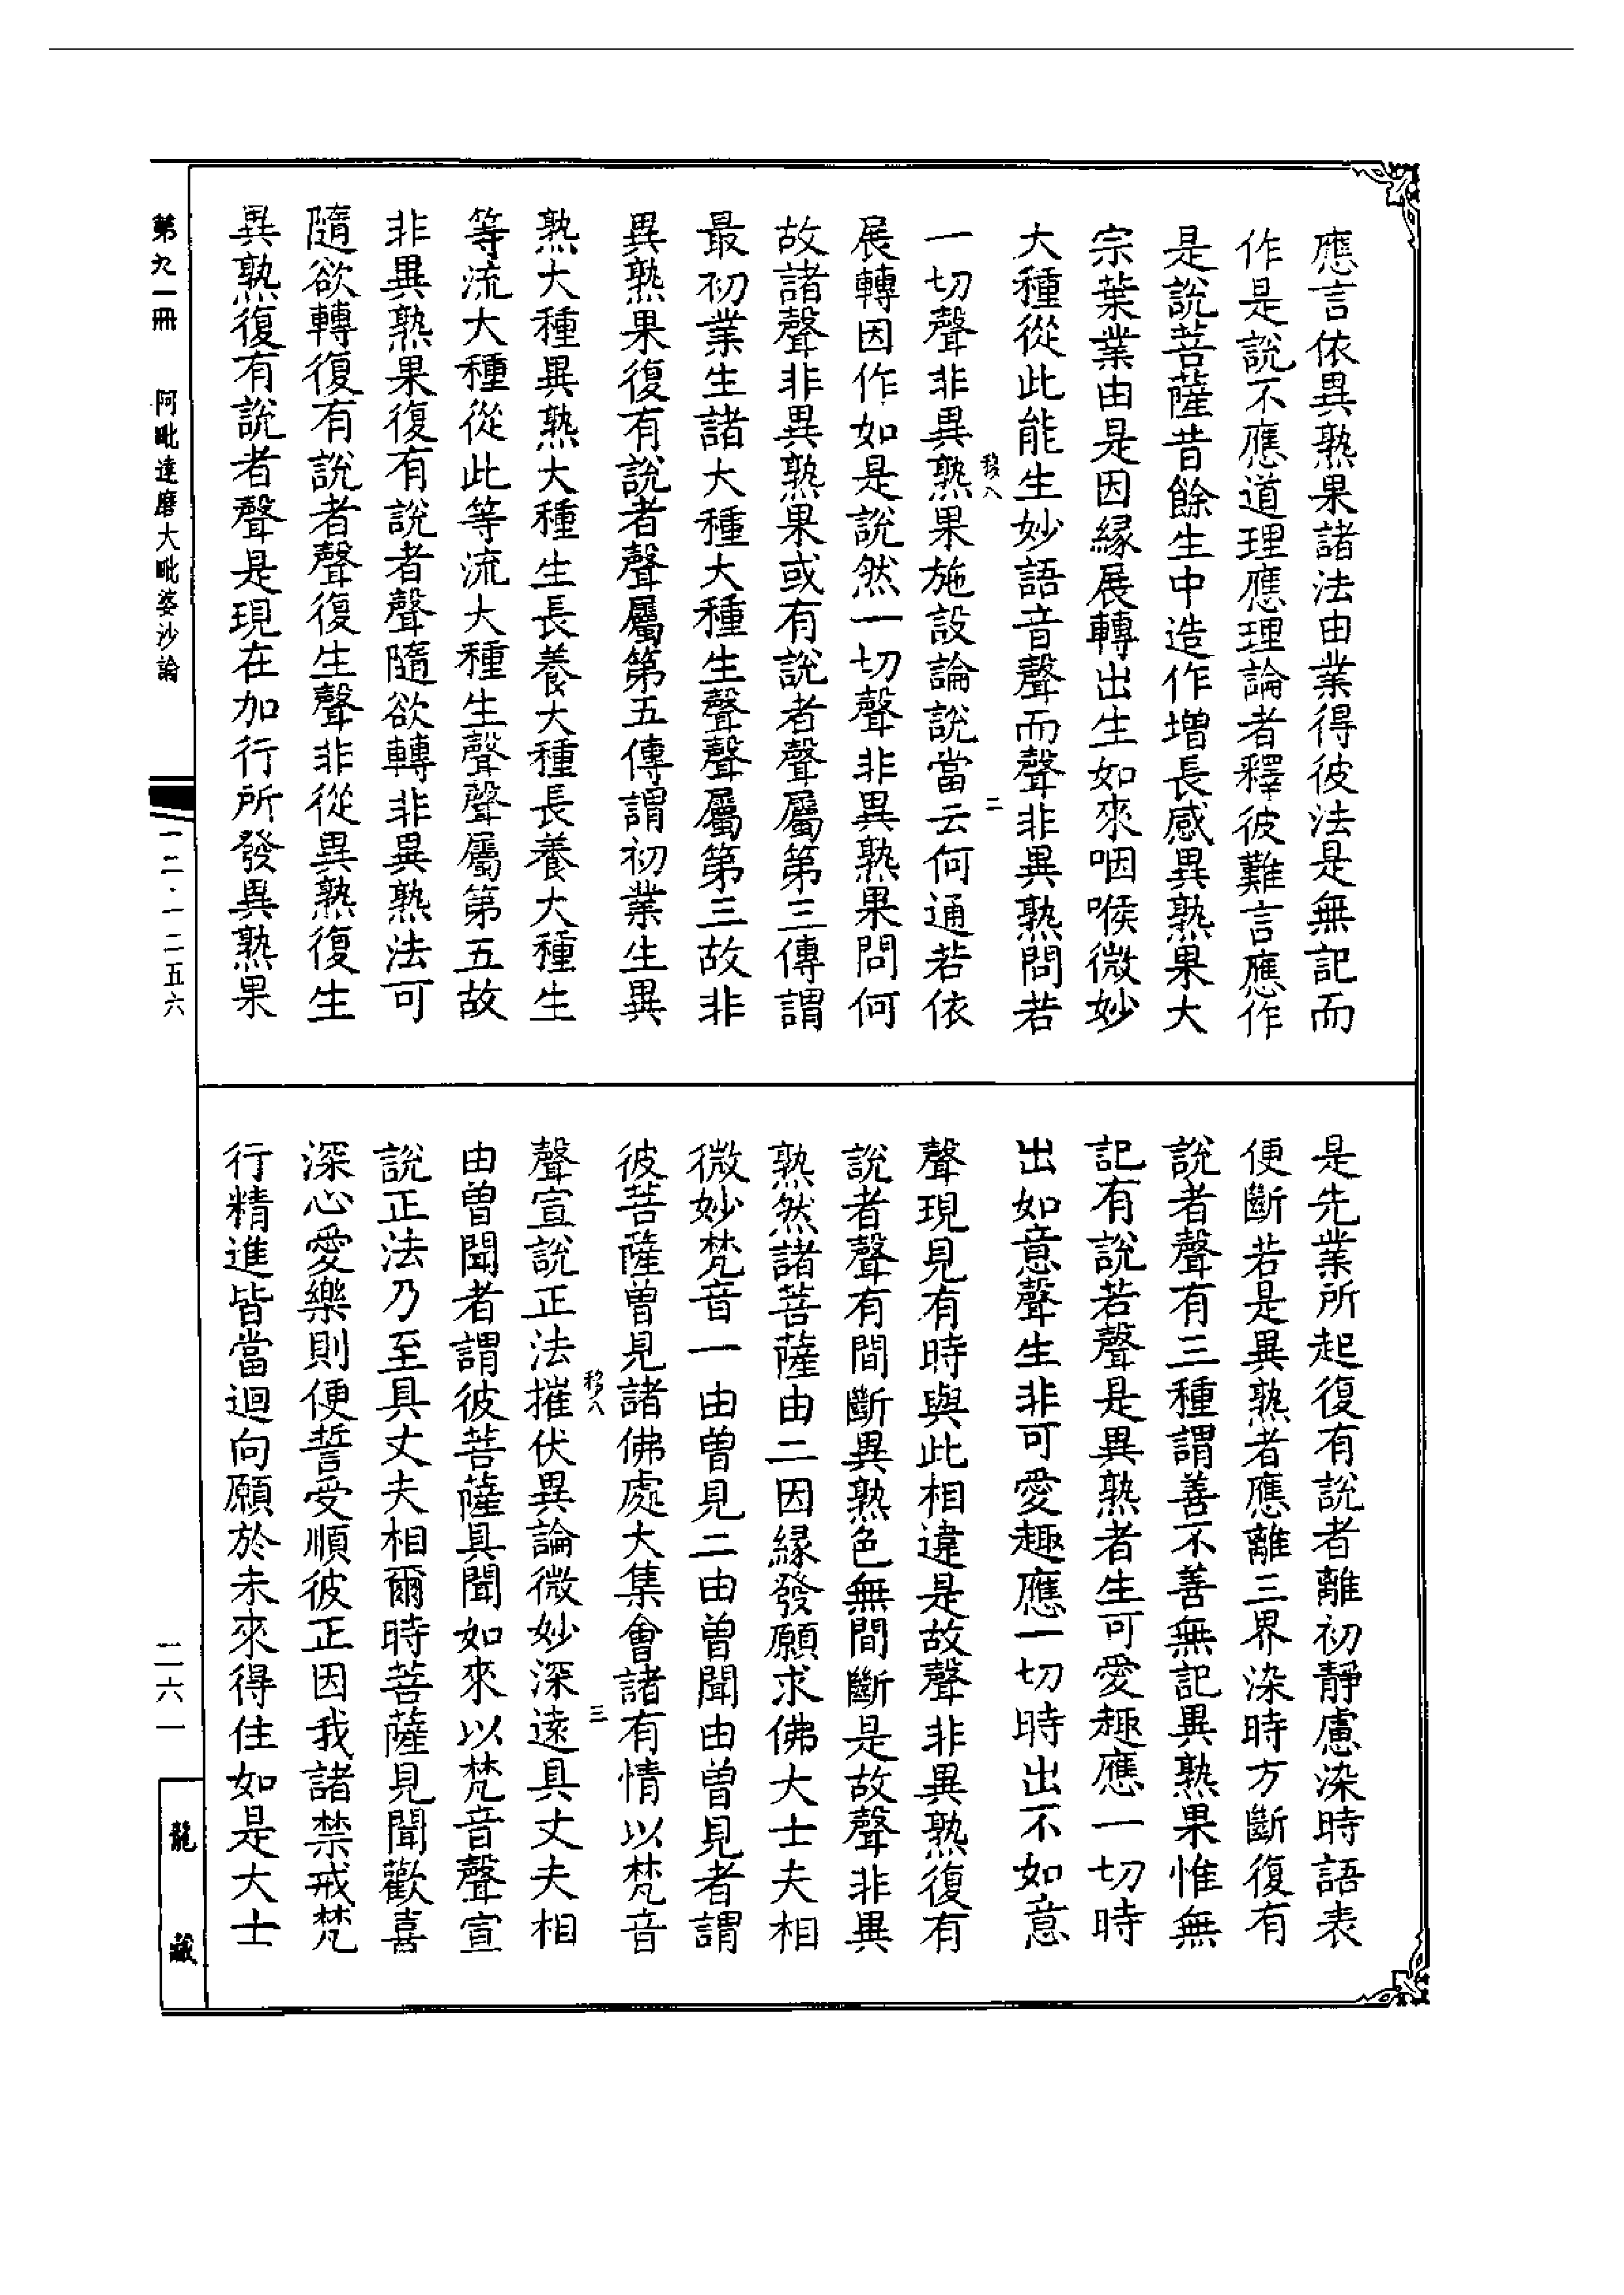 應言依異熟果諸法由業得彼法是無記而
作是說不應道理應理論者釋彼難言應作
是說菩薩昔餘生中造作增長感異熟果大
宗葉業由是因緣展轉出生如來咽喉微妙
大種從此能生妙語音聲而聲非異熟問若
移八 二
一切聲非異熟果施設論說當云何通若依
展轉因作如是說然一切聲非異熟果問何
故諸聲非異熟果或有說者聲屬第三傳謂
最初業生諸大種大種生聲聲屬第三故非
異熟果復有說者聲屬第五傳謂初業生異
熟大種異熟大種生長養大種長養大種生
等流大種從此等流大種生聲聲屬第五故
非異熟果復有說者聲隨欲轉非異熟法可
隨欲轉復有說者聲復生聲非從異熟復生
異熟復有說者聲是現在加行所發異熟果
是先業所起復有說者離初靜慮染時語表
便斷若是異熟者應離三界染時方斷復有
說者聲有三種謂善不善無記異熟果惟無
記有說若聲是異熟者生可愛趣應一切時
出如意聲生非可愛趣應一切時出不如意
聲現見有時與此相違是故聲非異熟復有
說者聲有間斷異熟色無間斷是故聲非異
熟然諸菩薩由二因緣發願求佛大士夫相
微妙梵音一由曾見二由曾聞由曾見者謂
彼菩薩曾見諸佛處大集會諸有情以梵音
移八 三
聲宣說正法摧伏異論微妙深遠具丈夫相
由曾聞者謂彼菩薩具聞如來以梵音聲宣
說正法乃至具丈夫相爾時菩薩見聞歡喜
深心愛樂則便誓受順彼正因我諸禁戒梵
行精進皆當迴向願於未來得住如是大士
第九一冊 阿毗達磨大毗婆沙論
一二·一二五六
二六一
龍藏